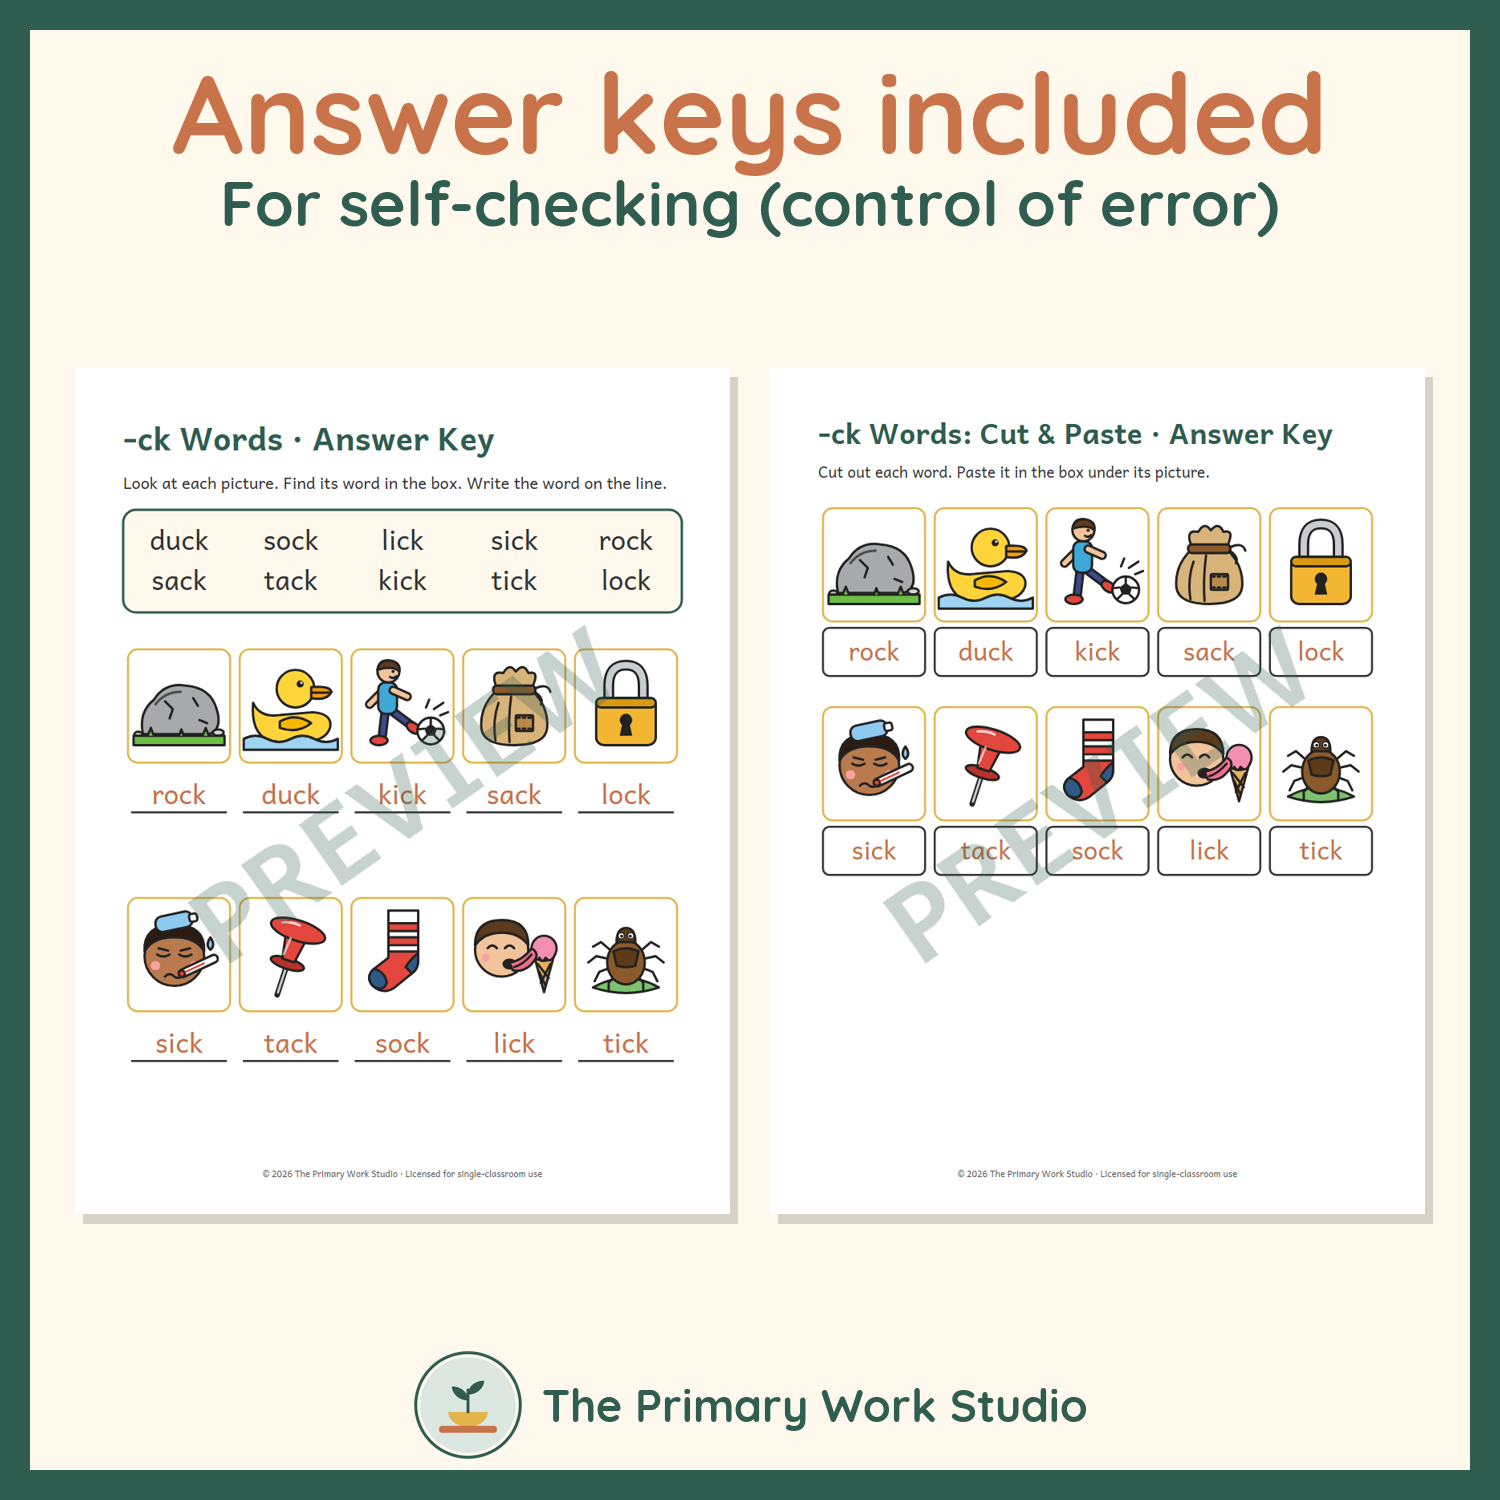 Answer keys included
For self-checking (control of error)
-ck Words · Answer Key
Look at each picture. Find its word in the box. Write the word on the line.
duck sock lick sick rock
sack tack kick tick lock
rock duck kick sack lock
sick tack sock lick tick
PREVIEW
© 2026 The Primary Work Studio · Licensed for single-classroom use
-ck Words: Cut & Paste · Answer Key
Cut out each word. Paste it in the box under its picture.
rock duck kick sack lock
sick tack sock lick tick
PREVIEW
© 2026 The Primary Work Studio · Licensed for single-classroom use
The Primary Work Studio